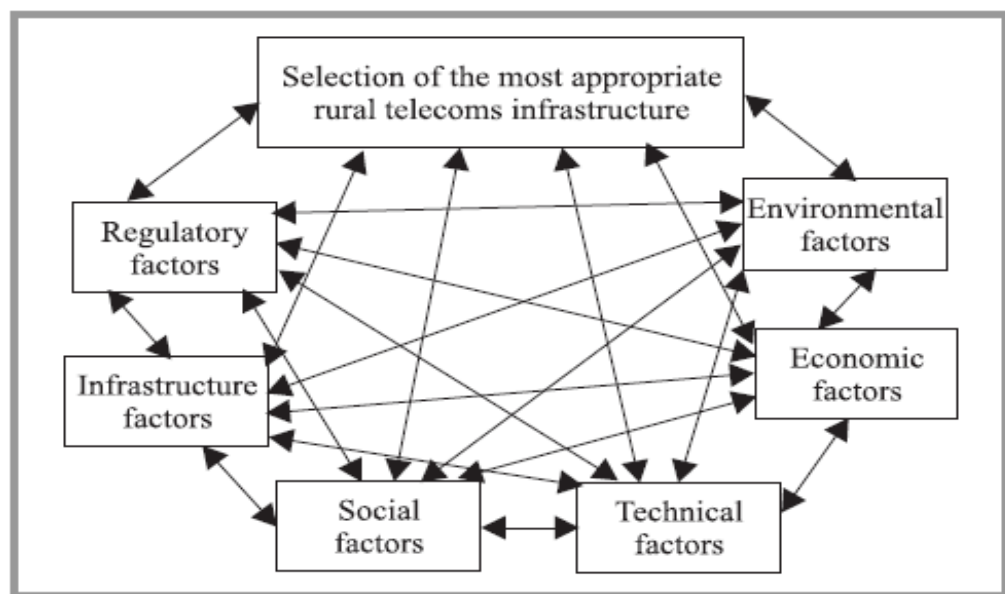 Selection of the most appropriate
rural telecoms infrastructure
Regulatory
factors
Environmental
factors
Infrastructure
factors
Economic
factors
Social
factors
Technical
factors